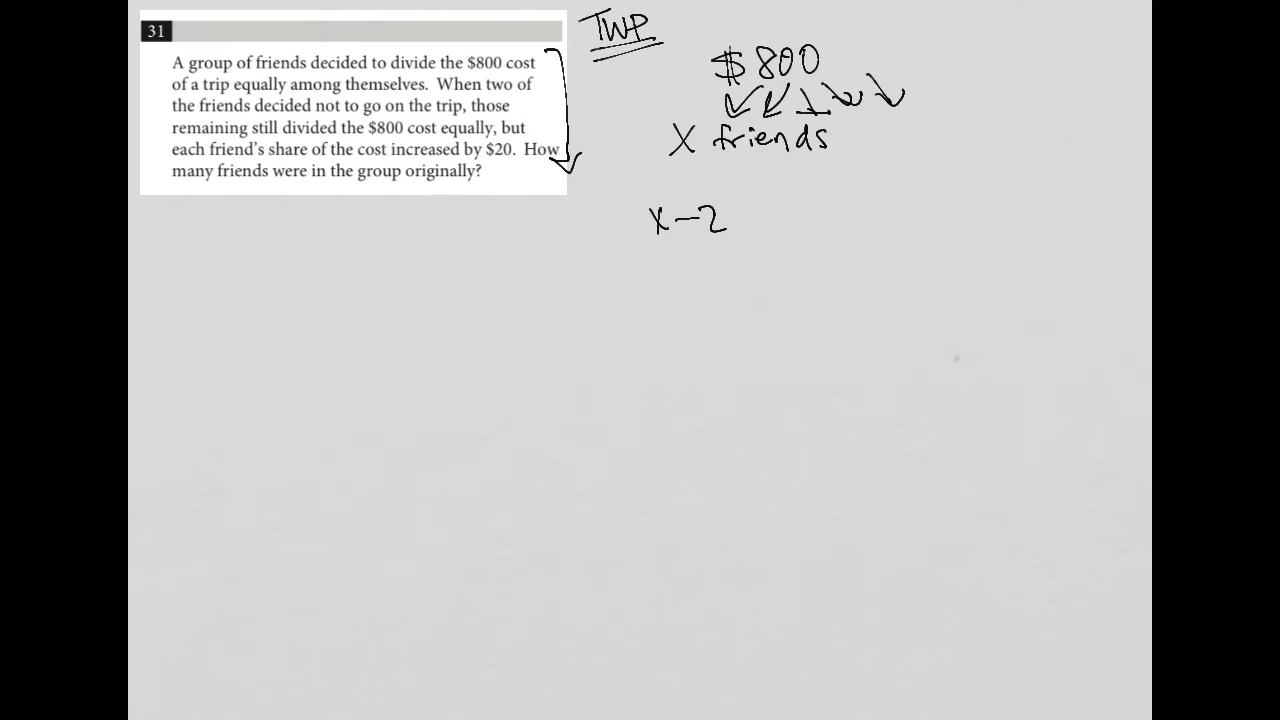 31
A group of friends decided to divide the $800 cost
of a trip equally among themselves. When two of
the friends decided not to go on the trip, those
remaining still divided the $800 cost equally, but
each friend's share of the cost increased by $20. How
many friends were in the group originally?
TWP
$800
x friends
x-2